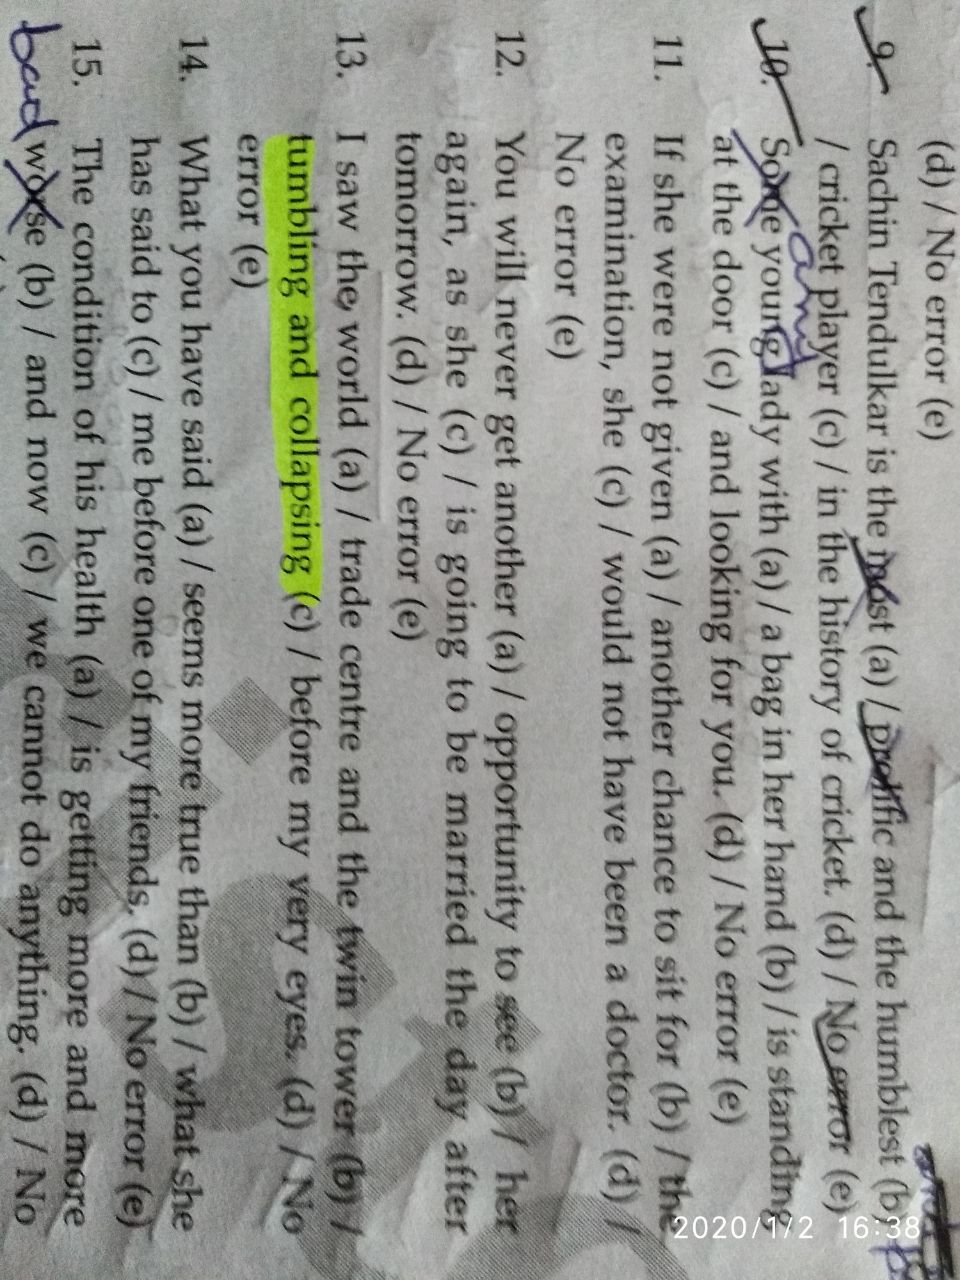 (d) / No error (e)
9. Sachin Tendulkar is the most (a) / prolific and the humblest (b)
/ cricket player (c) / in the history of cricket. (d) / No error (e)
any
10. Some young lady with (a) / a bag in her hand (b) / is standing
at the door (c) / and looking for you. (d) / No error (e)
11. If she were not given (a) / another chance to sit for (b) / the
examination, she (c) / would not have been a doctor. (d) /
No error (e)
12. You will never get another (a) / opportunity to see (b) / her
again, as she (c) / is going to be married the day after
tomorrow. (d) / No error (e)
13. I saw the world (a) / trade centre and the twin tower (b) /
tumbling and collapsing (c) / before my very eyes. (d) / No
error (e)
14. What you have said (a) / seems more true than (b) / what she
has said to (c) / me before one of my friends. (d) / No error (e)
15. The condition of his health (a) / is getting more and more
bad worse (b) / and now (c) / we cannot do anything. (d) / No
2020/1/2 16:38